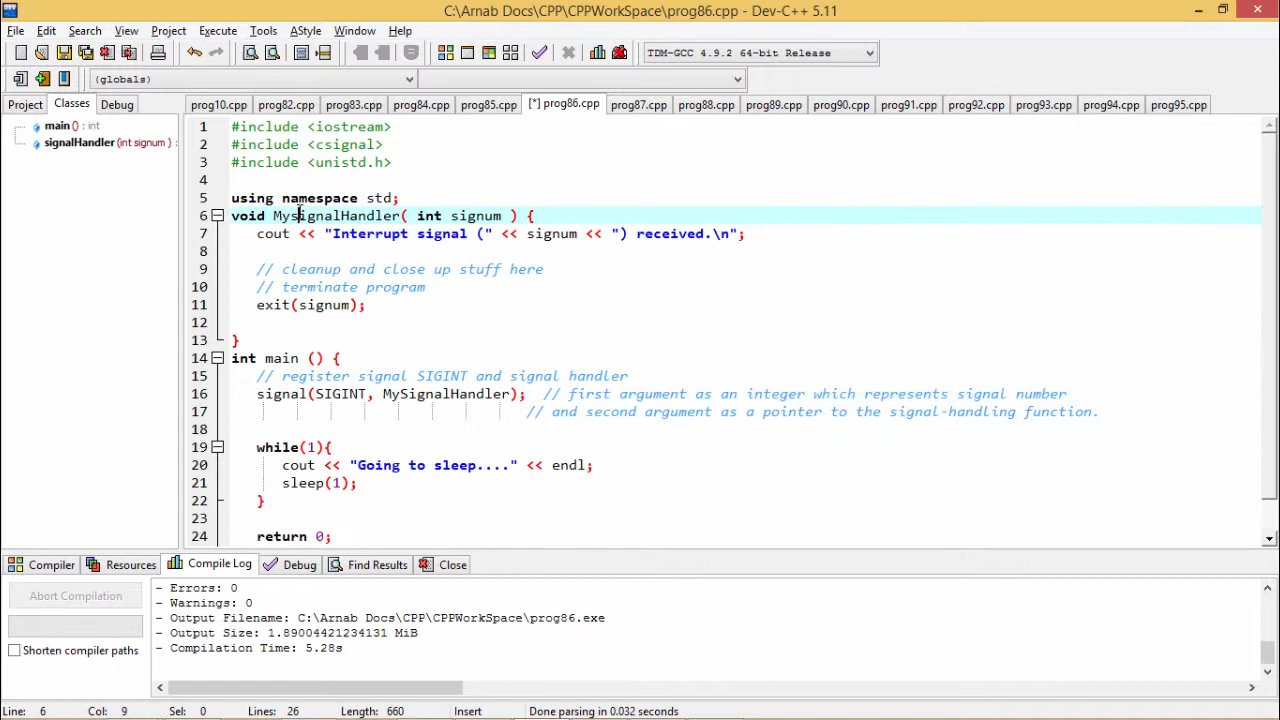 C:\Arnab Docs\CPP\CPPWorkSpace\prog86.cpp - Dev-C++ 5.11
File Edit Search View Project Execute Tools AStyle Window Help
TDM-GCC 4.9.2 64-bit Release
(globals)
Project Classes Debug
prog10.cpp prog82.cpp prog83.cpp prog84.cpp prog85.cpp [*] prog86.cpp prog87.cpp prog88.cpp prog89.cpp prog90.cpp prog91.cpp prog92.cpp prog93.cpp prog94.cpp prog95.cpp
main () : int
signalHandler (int signum) :
1 #include <iostream>
2 #include <csignal>
3 #include <unistd.h>
4
5 using namespace std;
6 void MysignalHandler( int signum ) {
7 cout << "Interrupt signal (" << signum << ") received.\n";
8
9 // cleanup and close up stuff here
10 // terminate program
11 exit(signum);
12
13 }
14 int main () {
15 // register signal SIGINT and signal handler
16 signal(SIGINT, MySignalHandler); // first argument as an integer which represents signal number
17 // and second argument as a pointer to the signal-handling function.
18
19 while(1){
20 cout << "Going to sleep...." << endl;
21 sleep(1);
22 }
23
24 return 0;
Compiler Resources Compile Log Debug Find Results Close
Abort Compilation
Shorten compiler paths
- Errors: 0
- Warnings: 0
- Output Filename: C:\Arnab Docs\CPP\CPPWorkSpace\prog86.exe
- Output Size: 1.89004421234131 MiB
- Compilation Time: 5.28s
Line: 6 Col: 9 Sel: 0 Lines: 26 Length: 660 Insert Done parsing in 0.032 seconds